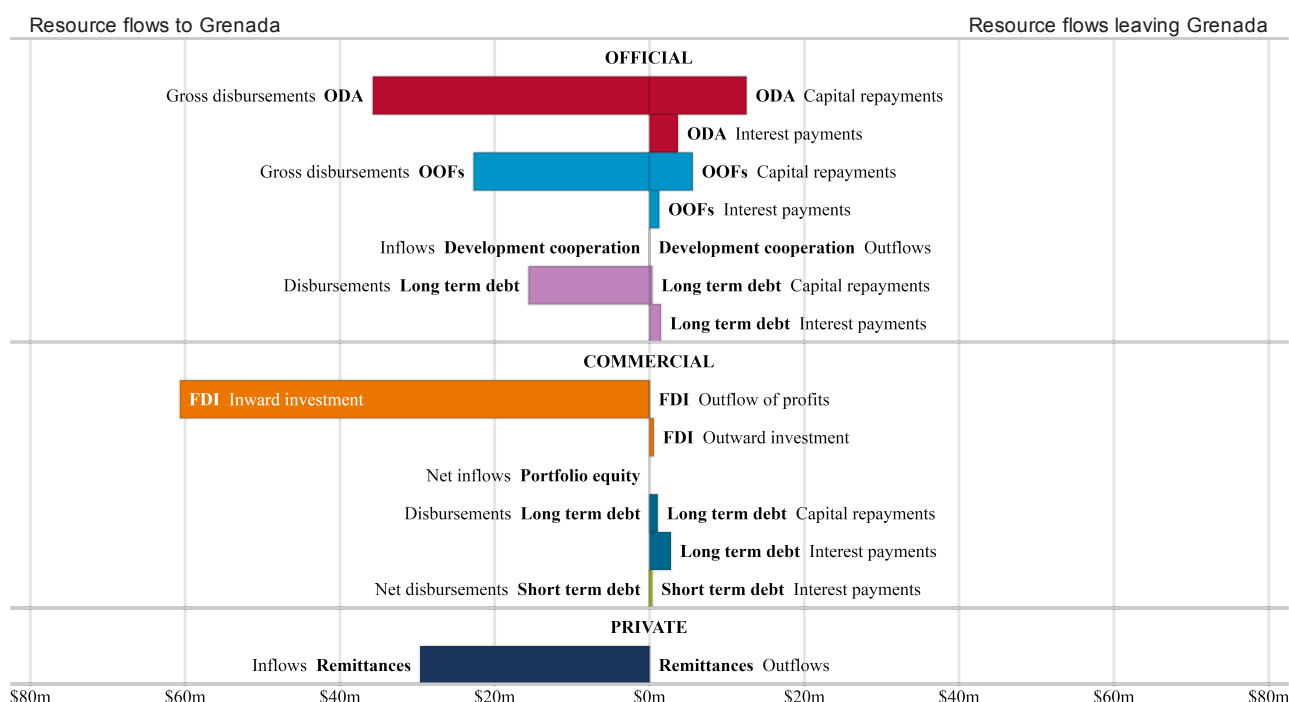 Resource flows to Grenada Resource flows leaving Grenada
OFFICIAL
Gross disbursements ODA ODA Capital repayments
ODA Interest payments
Gross disbursements OOFs OOFs Capital repayments
OOFs Interest payments
Inflows Development cooperation Development cooperation Outflows
Disbursements Long term debt Long term debt Capital repayments
Long term debt Interest payments
COMMERCIAL
FDI Inward investment FDI Outflow of profits
FDI Outward investment
Net inflows Portfolio equity
Disbursements Long term debt Long term debt Capital repayments
Long term debt Interest payments
Net disbursements Short term debt Short term debt Interest payments
PRIVATE
Inflows Remittances Remittances Outflows
$80m $60m $40m $20m $0m $20m $40m $60m $80m